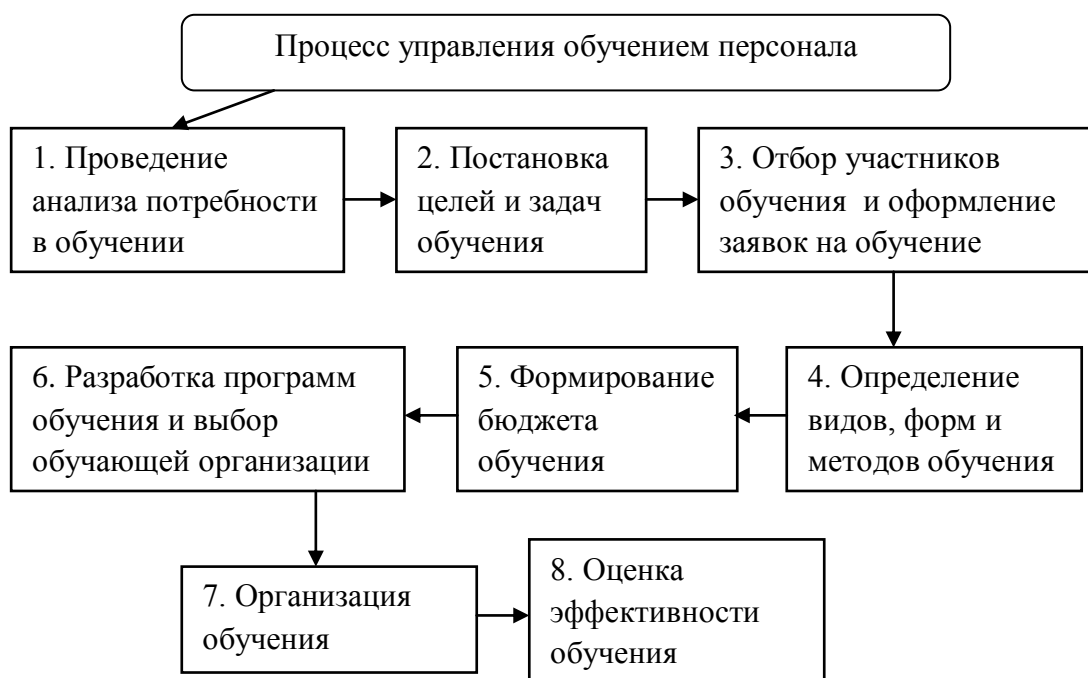 Процесс управления обучением персонала
1. Проведение
анализа потребности
в обучении
2. Постановка
целей и задач
обучения
3. Отбор участников
обучения  и оформление
заявок на обучение
4. Определение
видов, форм и
методов обучения
5. Формирование
бюджета
обучения
6. Разработка программ
обучения и выбор
обучающей организации
7. Организация
обучения
8. Оценка
эффективности
обучения